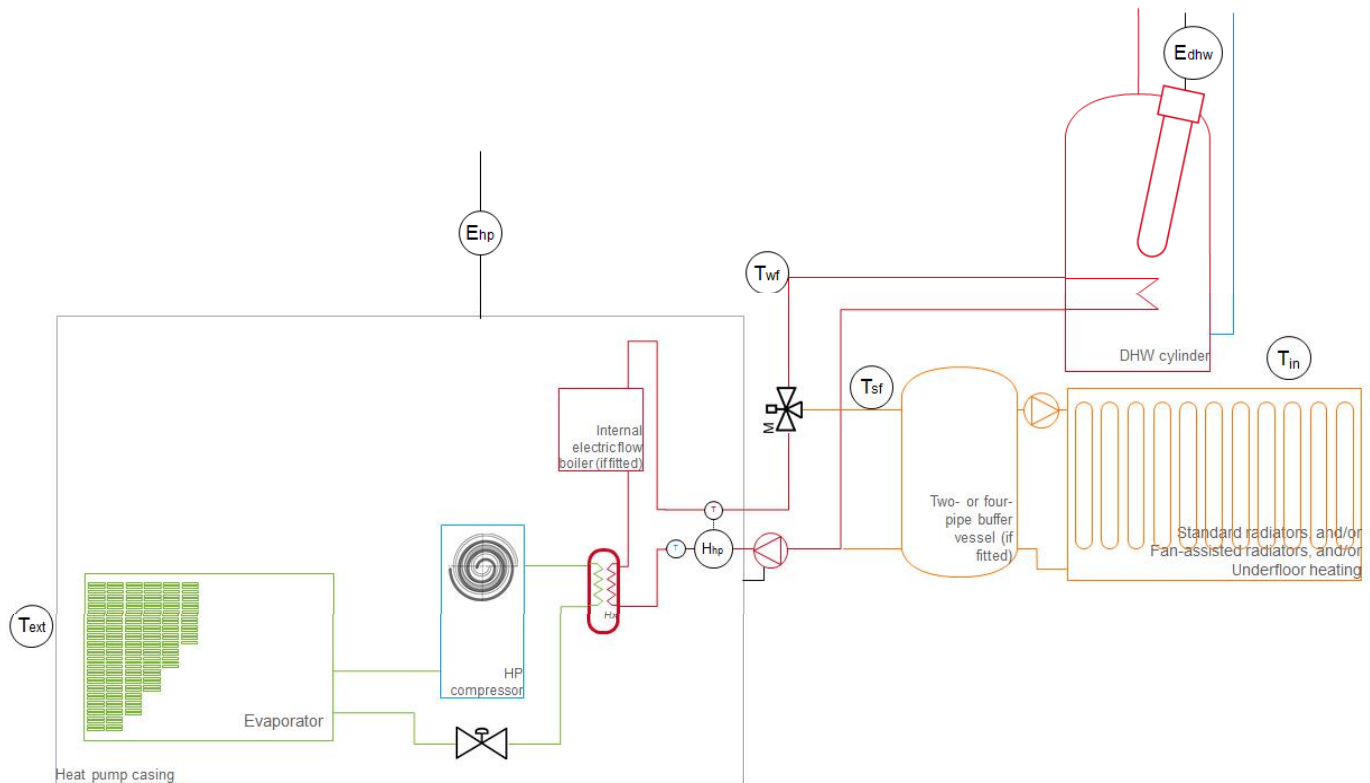 Edhw
Ehp
Twf
DHW cylinder
Tin
Tsf
M
Internal
electric flow
boiler (if fitted)
Two- or four-
pipe buffer
vessel (if
fitted)
Standard radiators, and/or
Fan-assisted radiators, and/or
Underfloor heating
T
T
Hhp
Hx
Text
HP
compressor
Evaporator
Heat pump casing